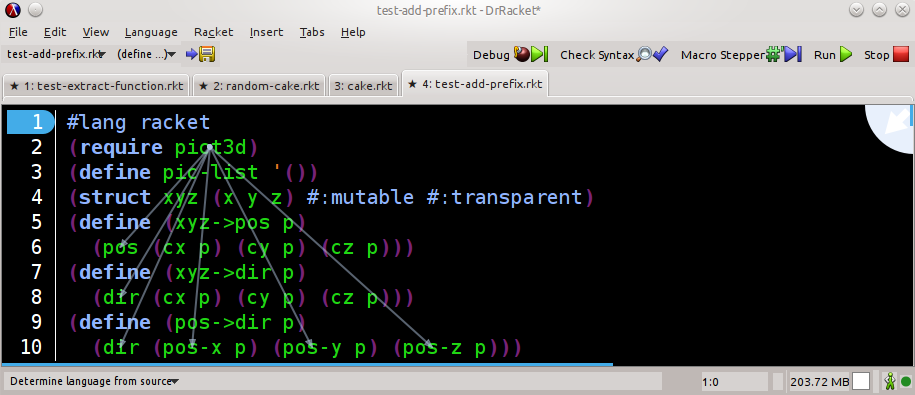 test-add-prefix.rkt - DrRacket*
File Edit View Language Racket Insert Tabs Help
test-add-prefix.rkt (define ...) Debug Check Syntax Macro Stepper Run Stop
★ 1: test-extract-function.rkt ★ 2: random-cake.rkt 3: cake.rkt ★ 4: test-add-prefix.rkt
1 #lang racket
2 (require pict3d)
3 (define pic-list '())
4 (struct xyz (x y z) #:mutable #:transparent)
5 (define (xyz->pos p)
6 (pos (cx p) (cy p) (cz p)))
7 (define (xyz->dir p)
8 (dir (cx p) (cy p) (cz p)))
9 (define (pos->dir p)
10 (dir (pos-x p) (pos-y p) (pos-z p)))
Determine language from source 1:0 203.72 MB